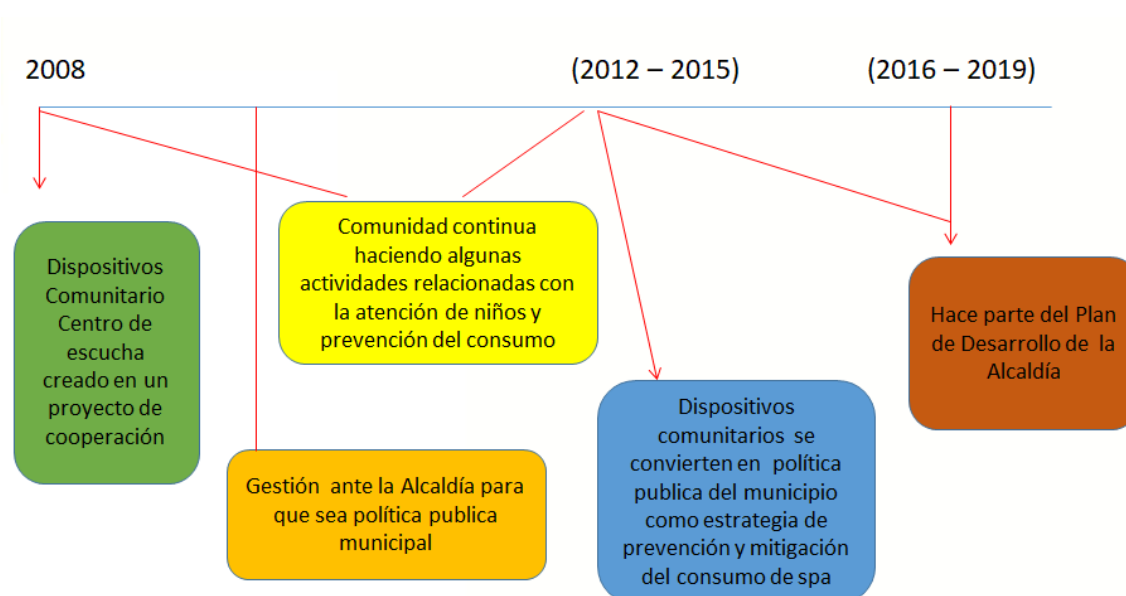 2008
(2012 – 2015)
(2016 – 2019)
Dispositivos
Comunitario
Centro de
escucha
creado en un
proyecto de
cooperación
Gestión ante la Alcaldía para
que sea política publica
municipal
Comunidad continua
haciendo algunas
actividades relacionadas con
la atención de niños y
prevención del consumo
Dispositivos
comunitarios se
convierten en política
publica del municipio
como estrategia de
prevención y mitigación
del consumo de spa
Hace parte del Plan
de Desarrollo de la
Alcaldía